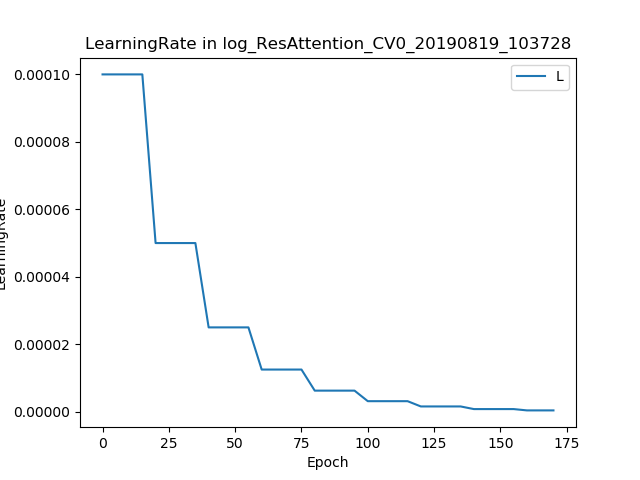 LearningRate in log_ResAttention_CV0_20190819_103728
L
0.00010
0.00008
0.00006
0.00004
0.00002
0.00000
LearningRate
0 25 50 75 100 125 150 175
Epoch